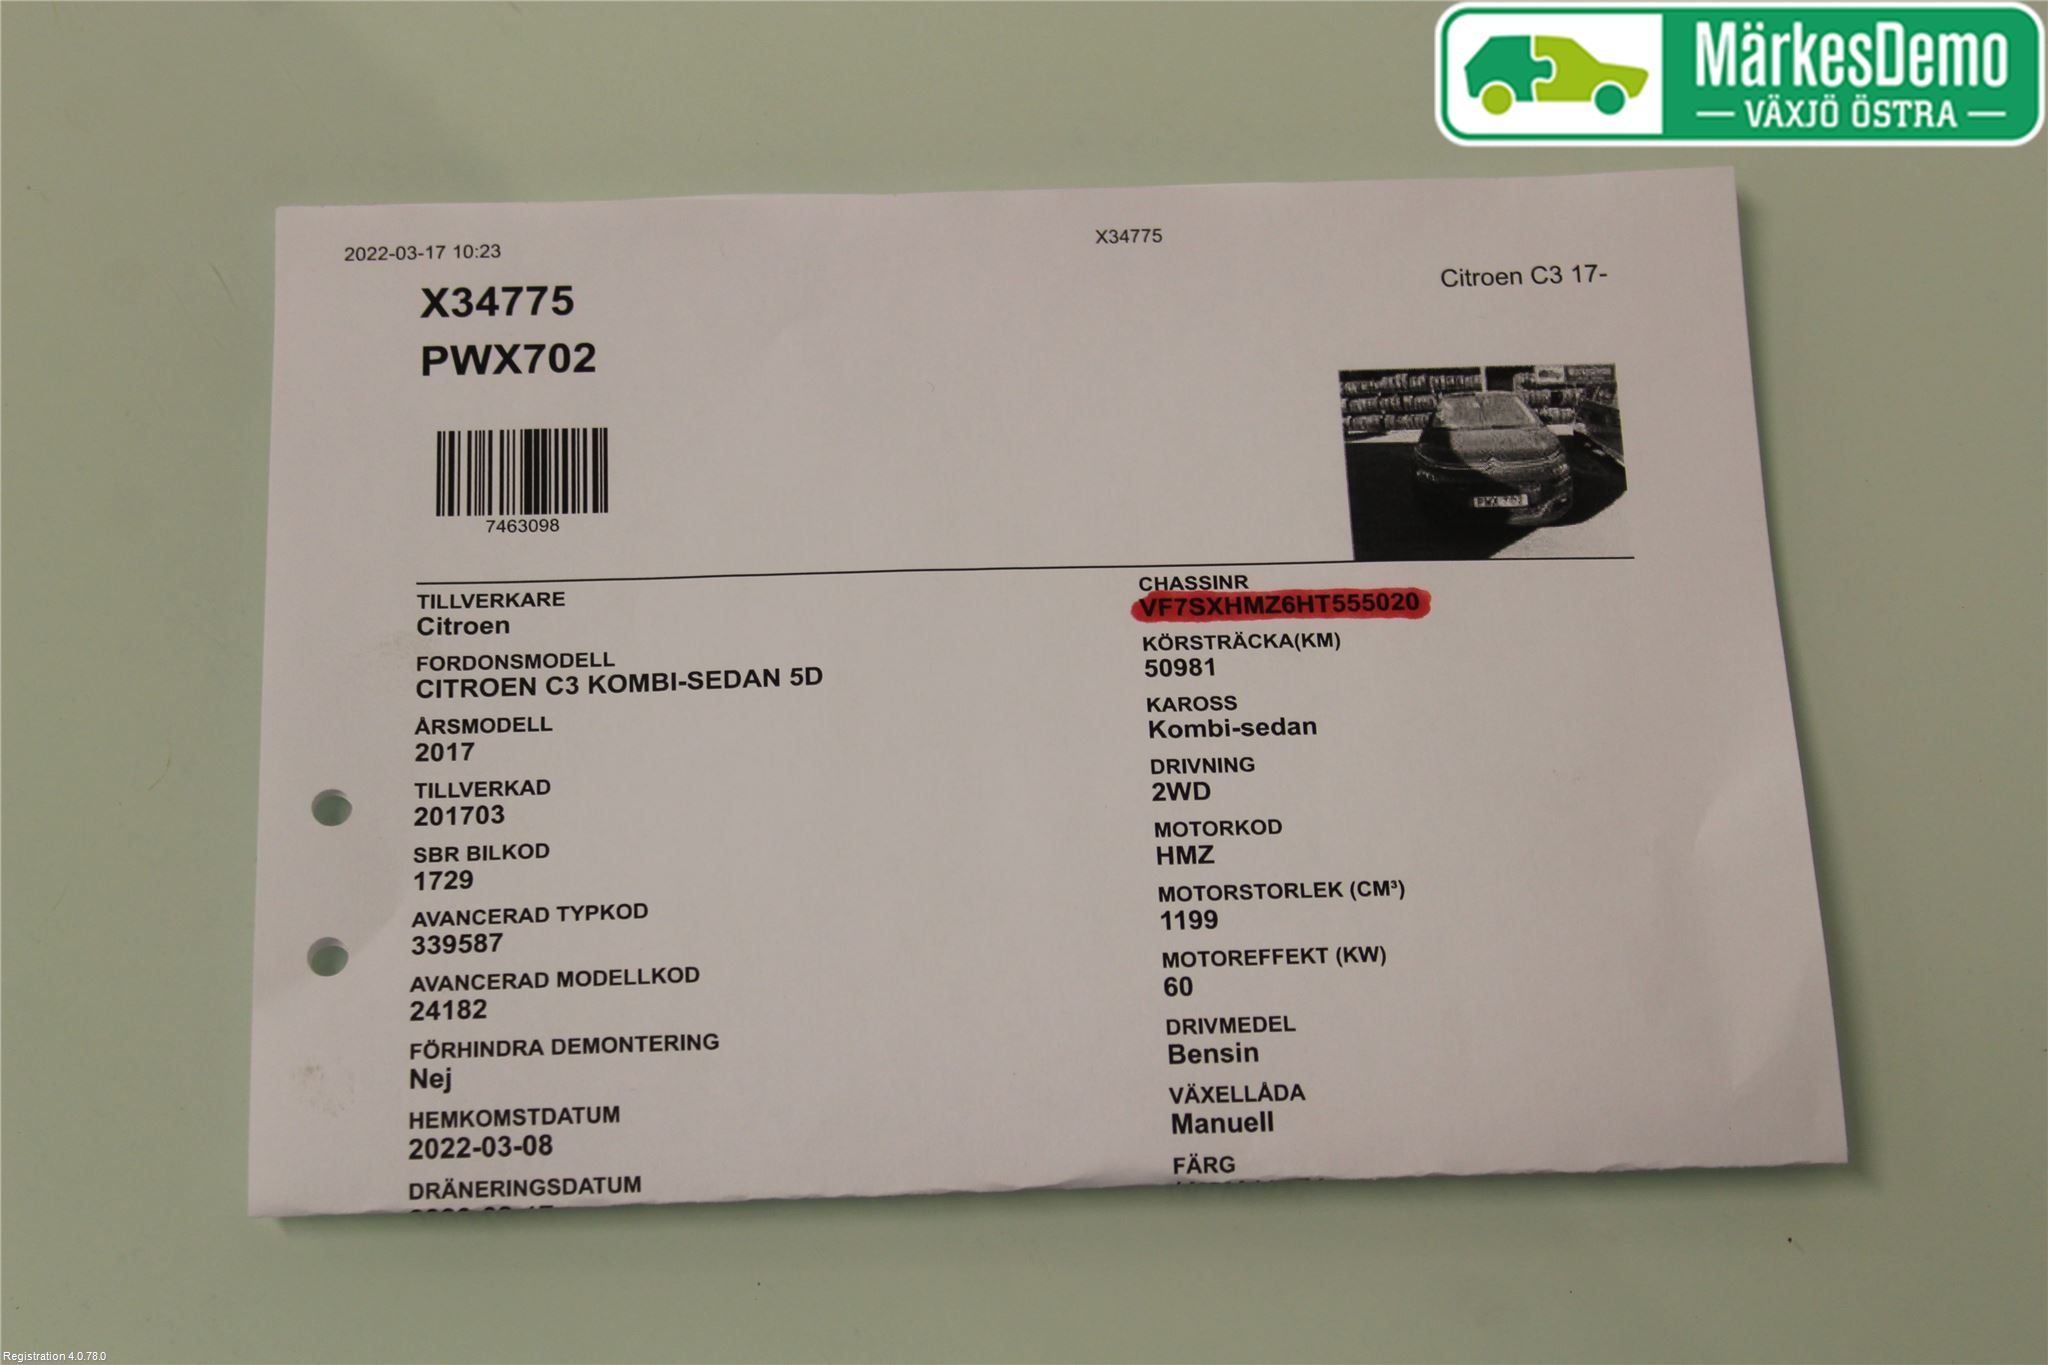 MärkesDemo
VÄXJÖ ÖSTRA
2022-03-17 10:23
X34775
Citroen C3 17-
X34775
PWX702
PWX 702
7463098
TILLVERKARE
Citroen
FORDONSMODELL
CITROEN C3 KOMBI-SEDAN 5D
ÅRSMODELL
2017
TILLVERKAD
201703
SBR BILKOD
1729
AVANCERAD TYPKOD
339587
AVANCERAD MODELLKOD
24182
FÖRHINDRA DEMONTERING
Nej
HEMKOMSTDATUM
2022-03-08
DRÄNERINGSDATUM
CHASSINR
VF7SXHMZ6HT555020
KÖRSTRÄCKA(KM)
50981
KAROSS
Kombi-sedan
DRIVNING
2WD
MOTORKOD
HMZ
MOTORSTORLEK (CM³)
1199
MOTOREFFEKT (KW)
60
DRIVMEDEL
Bensin
VÄXELLÅDA
Manuell
FÄRG
Registration 4.0.78.0